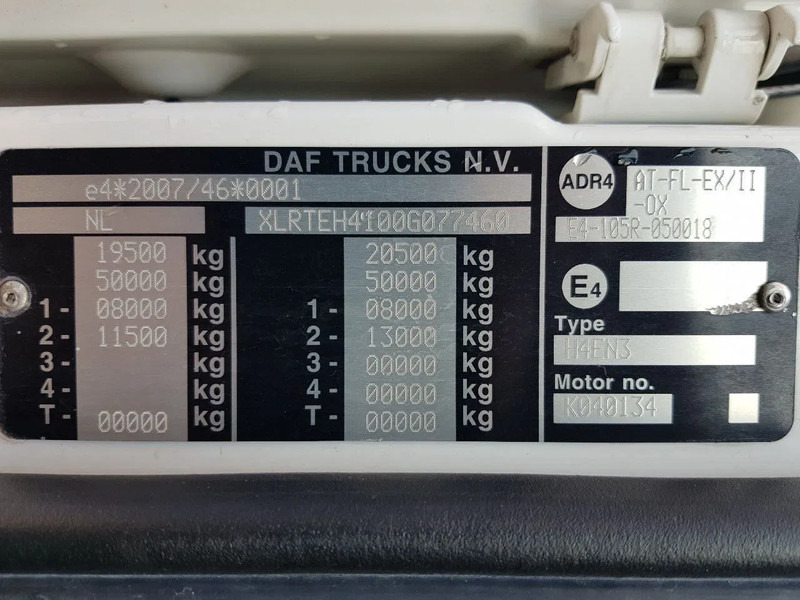 DAF TRUCKS N.V.
e4*2007/46*0001
NL XLRTEH4100G077460
19500 kg 20500 kg
50000 kg 50000 kg
1- 08000 kg 1- 08000 kg
2- 11500 kg 2- 13000 kg
3- kg 3- 00000 kg
4- kg 4- 00000 kg
T- 00000 kg T- 00000 kg
ADR4 AT-FL-EX/II
-OX
E4-105R-050018
E4
Type
H4EN3
Motor no.
K040134